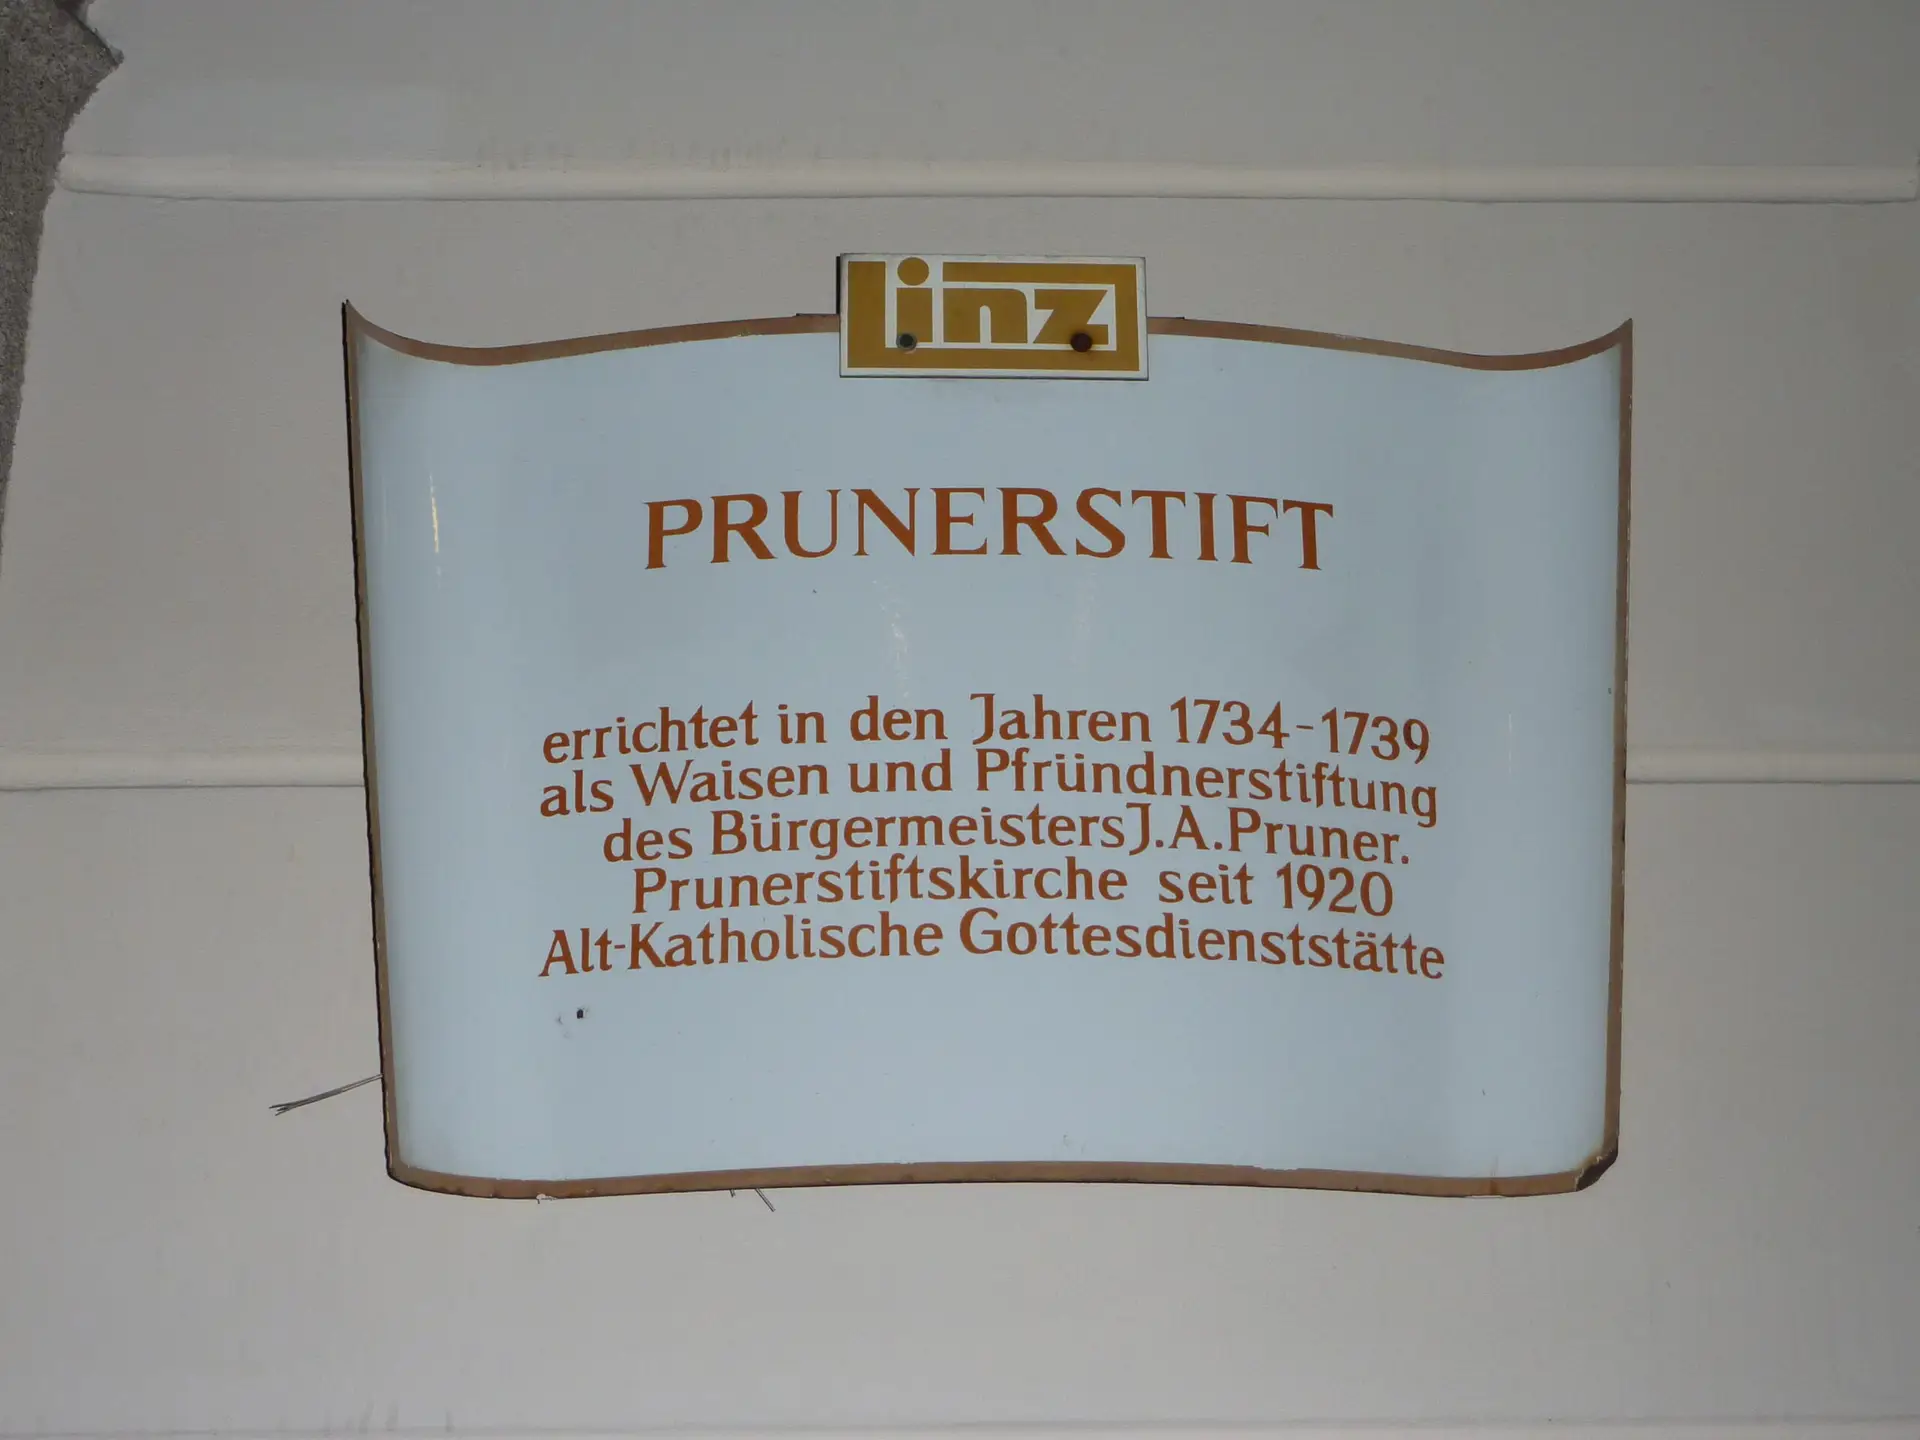 linz
PRUNERSTIFT
errichtet in den Jahren 1734-1739
als Waisen und Pfründnerstiftung
des Bürgermeisters J.A.Pruner.
Prunerstiftskirche seit 1920
Alt-Katholische Gottesdienststätte